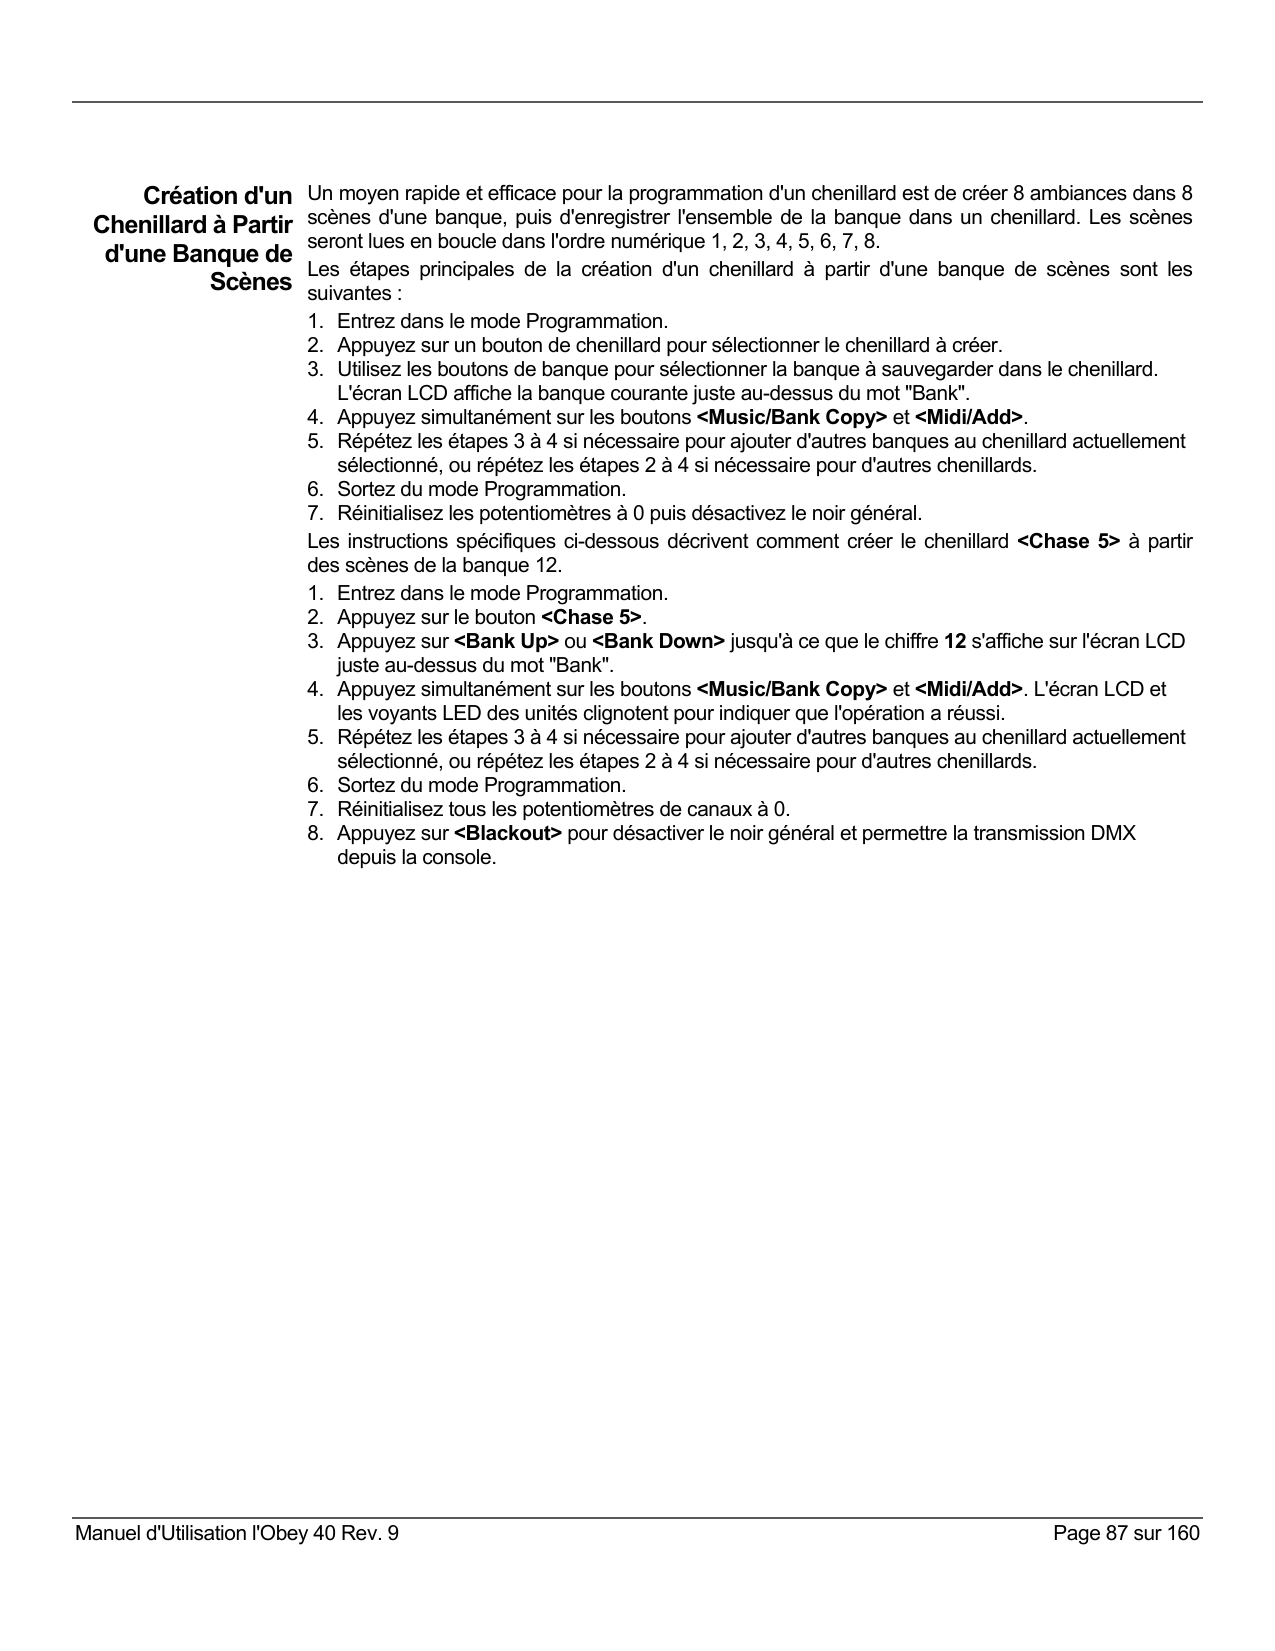 Création d'un
Chenillard à Partir
d'une Banque de
Scènes
Un moyen rapide et efficace pour la programmation d'un chenillard est de créer 8 ambiances dans 8
scènes d'une banque, puis d'enregistrer l'ensemble de la banque dans un chenillard. Les scènes
seront lues en boucle dans l'ordre numérique 1, 2, 3, 4, 5, 6, 7, 8.
Les étapes principales de la création d'un chenillard à partir d'une banque de scènes sont les
suivantes :
1. Entrez dans le mode Programmation.
2. Appuyez sur un bouton de chenillard pour sélectionner le chenillard à créer.
3. Utilisez les boutons de banque pour sélectionner la banque à sauvegarder dans le chenillard.
L'écran LCD affiche la banque courante juste au-dessus du mot "Bank".
4. Appuyez simultanément sur les boutons <Music/Bank Copy> et <Midi/Add>.
5. Répétez les étapes 3 à 4 si nécessaire pour ajouter d'autres banques au chenillard actuellement
sélectionné, ou répétez les étapes 2 à 4 si nécessaire pour d'autres chenillards.
6. Sortez du mode Programmation.
7. Réinitialisez les potentiomètres à 0 puis désactivez le noir général.
Les instructions spécifiques ci-dessous décrivent comment créer le chenillard <Chase 5> à partir
des scènes de la banque 12.
1. Entrez dans le mode Programmation.
2. Appuyez sur le bouton <Chase 5>.
3. Appuyez sur <Bank Up> ou <Bank Down> jusqu'à ce que le chiffre 12 s'affiche sur l'écran LCD
juste au-dessus du mot "Bank".
4. Appuyez simultanément sur les boutons <Music/Bank Copy> et <Midi/Add>. L'écran LCD et
les voyants LED des unités clignotent pour indiquer que l'opération a réussi.
5. Répétez les étapes 3 à 4 si nécessaire pour ajouter d'autres banques au chenillard actuellement
sélectionné, ou répétez les étapes 2 à 4 si nécessaire pour d'autres chenillards.
6. Sortez du mode Programmation.
7. Réinitialisez tous les potentiomètres de canaux à 0.
8. Appuyez sur <Blackout> pour désactiver le noir général et permettre la transmission DMX
depuis la console.
Manuel d'Utilisation l'Obey 40 Rev. 9
Page 87 sur 160